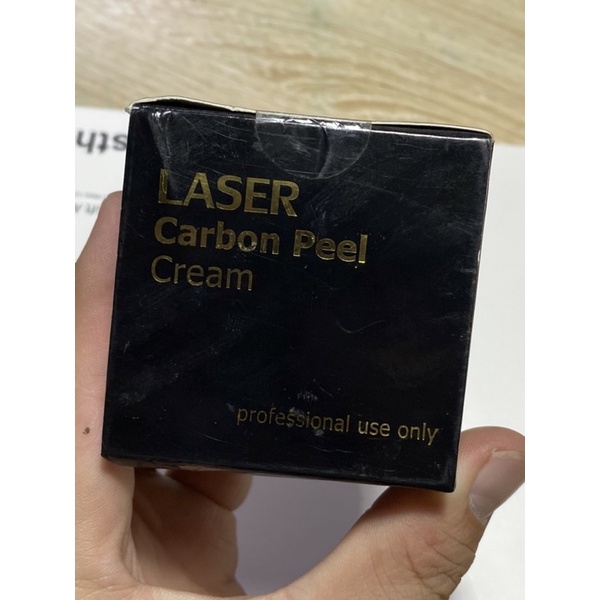 LASER
Carbon Peel
Cream
professional use only